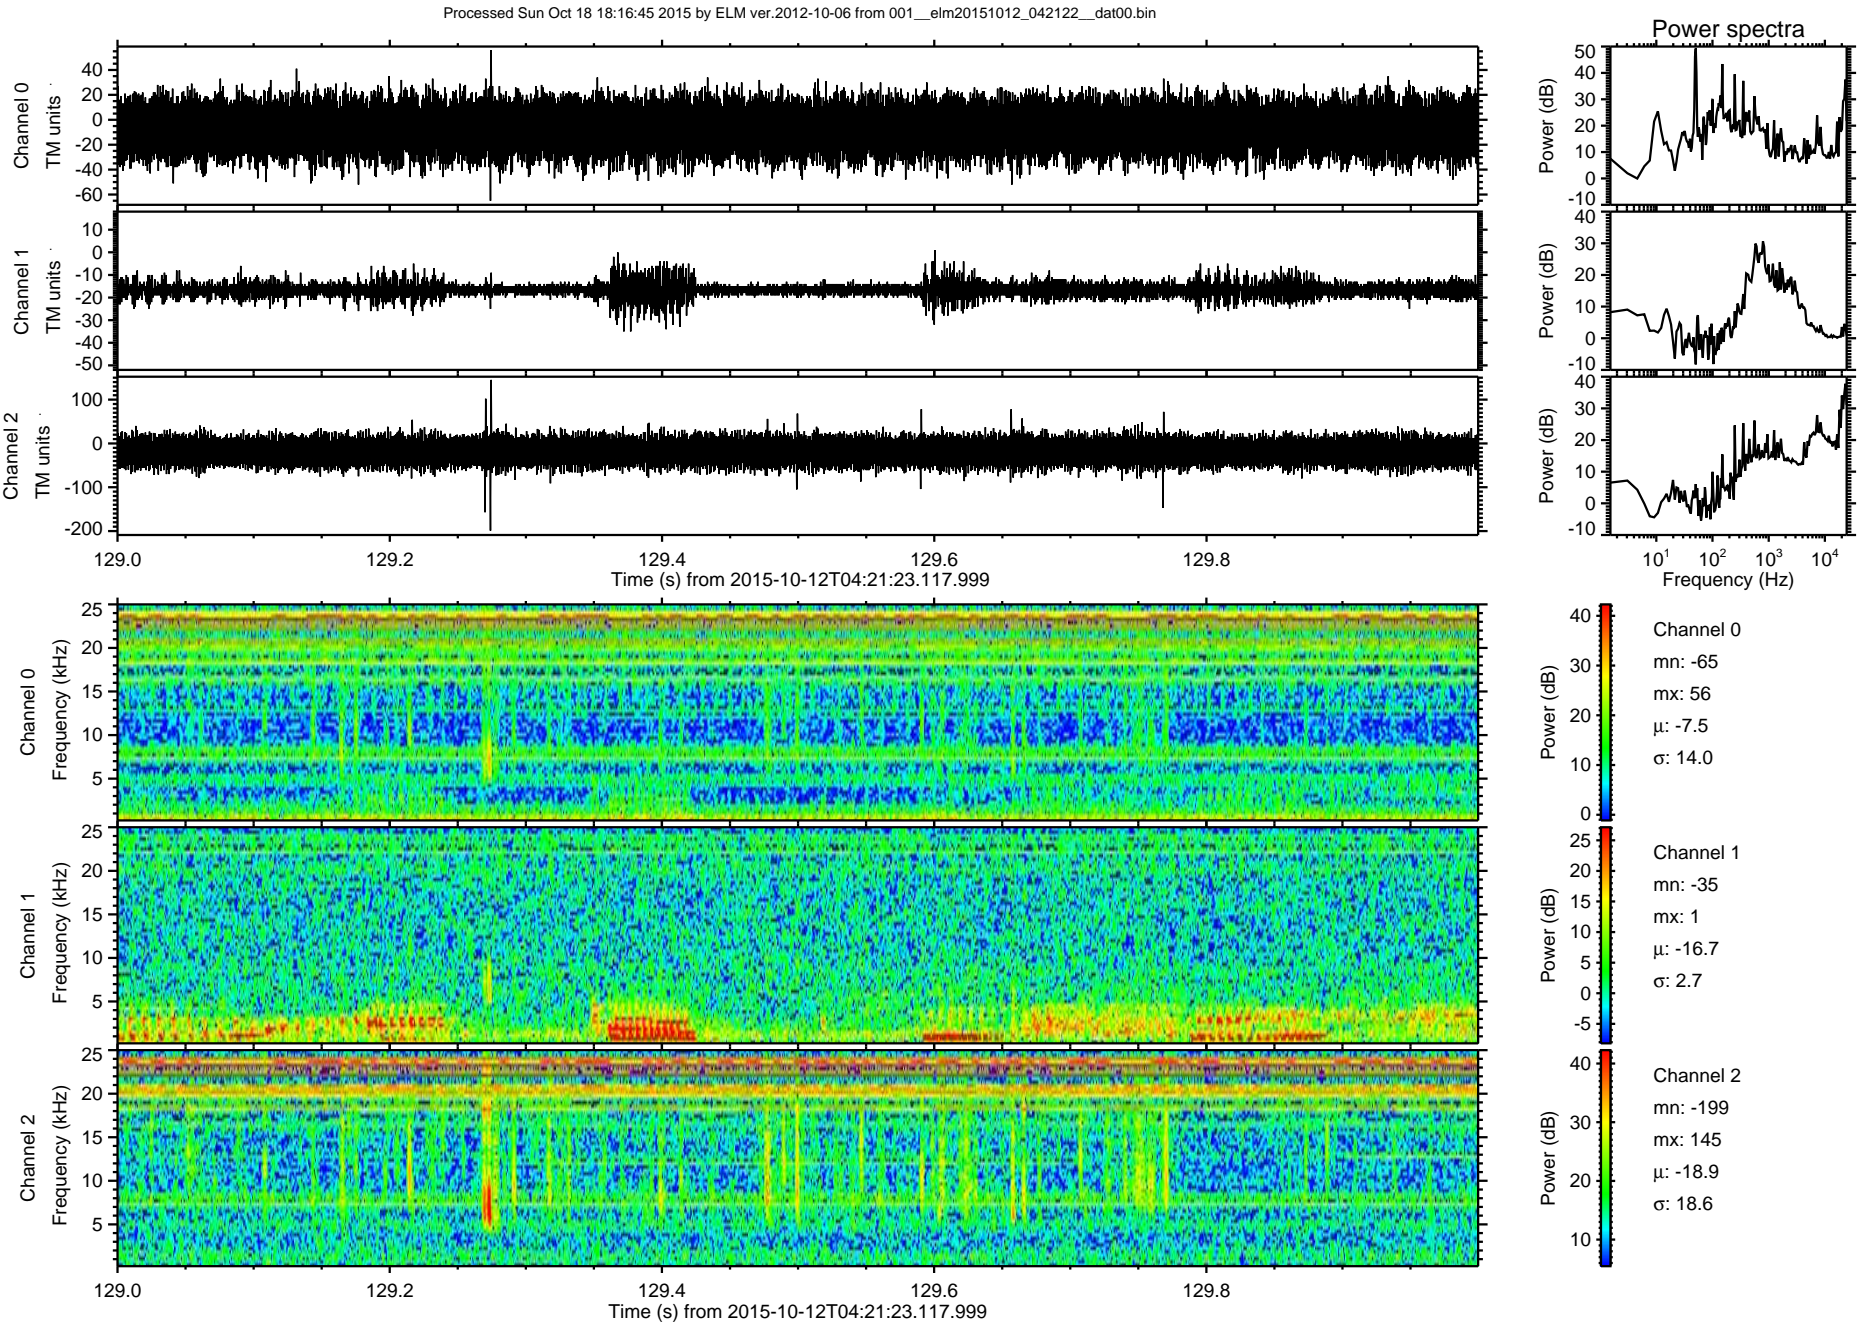 Processed Sun Oct 18 18:16:45 2015 by ELM ver.2012-10-06 from 001__elm20151012_042122__dat00.bin
Power spectra
Channel 0
TM units
40
20
0
-20
-40
-60
Power (dB)
50
40
30
20
10
0
-10
Channel 1
TM units
10
0
-10
-20
-30
-40
-50
Power (dB)
40
30
20
10
0
-10
Channel 2
TM units
100
0
-100
-200
Power (dB)
40
30
20
10
0
-10
129.0 129.2 129.4 129.6 129.8
Time (s) from 2015-10-12T04:21:23.117.999
10^1 10^2 10^3 10^4
Frequency (Hz)
Channel 0
Frequency (kHz)
25
20
15
10
5
Power (dB)
40
30
20
10
0
Channel 0
mn: -65
mx: 56
μ: -7.5
σ: 14.0
Channel 1
Frequency (kHz)
25
20
15
10
5
Power (dB)
25
20
15
10
5
0
-5
Channel 1
mn: -35
mx: 1
μ: -16.7
σ: 2.7
Channel 2
Frequency (kHz)
25
20
15
10
5
Power (dB)
40
30
20
10
Channel 2
mn: -199
mx: 145
μ: -18.9
σ: 18.6
129.0 129.2 129.4 129.6 129.8
Time (s) from 2015-10-12T04:21:23.117.999